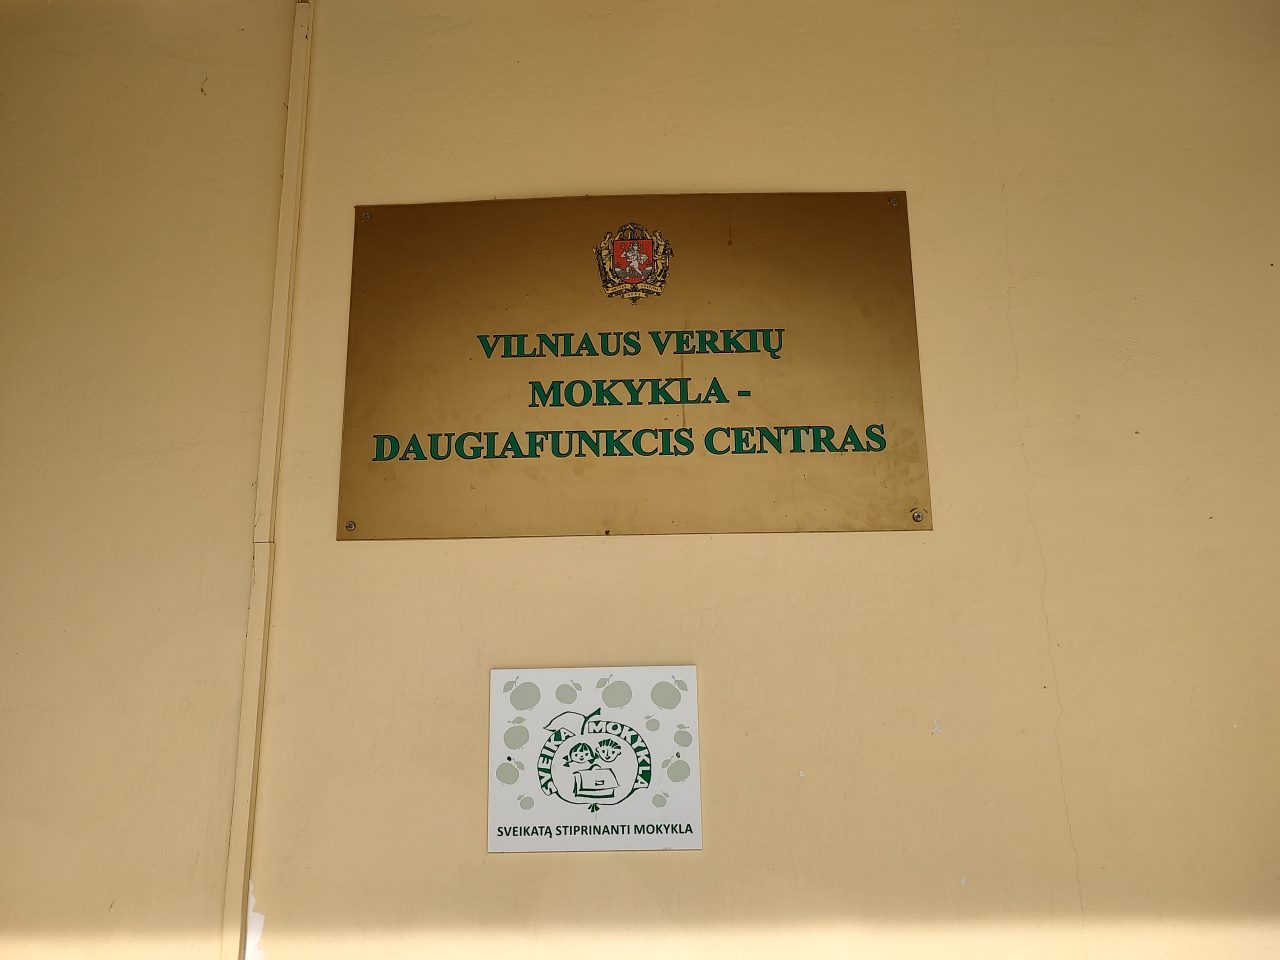 VILNIAUS VERKIŲ
MOKYKLA -
DAUGIAFUNKCIS CENTRAS
SVEIKA MOKYKLA
SVEIKATĄ STIPRINANTI MOKYKLA